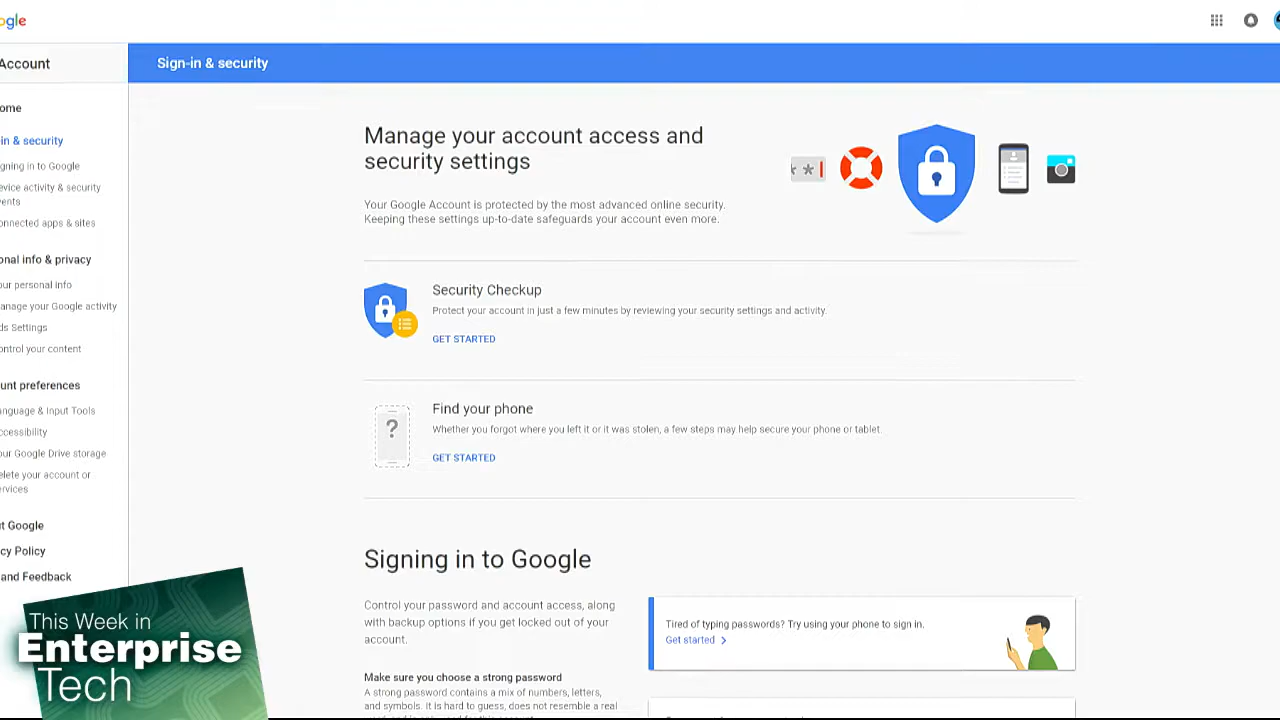 ogle
Account
Sign-in & security
ome
in & security
gning in to Google
evice activity & security
vents
onnected apps & sites
onal info & privacy
our personal info
anage your Google activity
ds Settings
ontrol your content
unt preferences
anguage & Input Tools
ccessibility
our Google Drive storage
elete your account or
ervices
t Google
cy Policy
and Feedback
Manage your account access and
security settings
Your Google Account is protected by the most advanced online security.
Keeping these settings up-to-date safeguards your account even more.
Security Checkup
Protect your account in just a few minutes by reviewing your security settings and activity.
GET STARTED
?
Find your phone
Whether you forgot where you left it or it was stolen, a few steps may help secure your phone or tablet.
GET STARTED
Signing in to Google
Control your password and account access, along
with backup options if you get locked out of your
account.
Make sure you choose a strong password
A strong password contains a mix of numbers, letters,
and symbols. It is hard to guess, does not resemble a real
Tired of typing passwords? Try using your phone to sign in.
Get started
This Week in
Enterprise
Tech